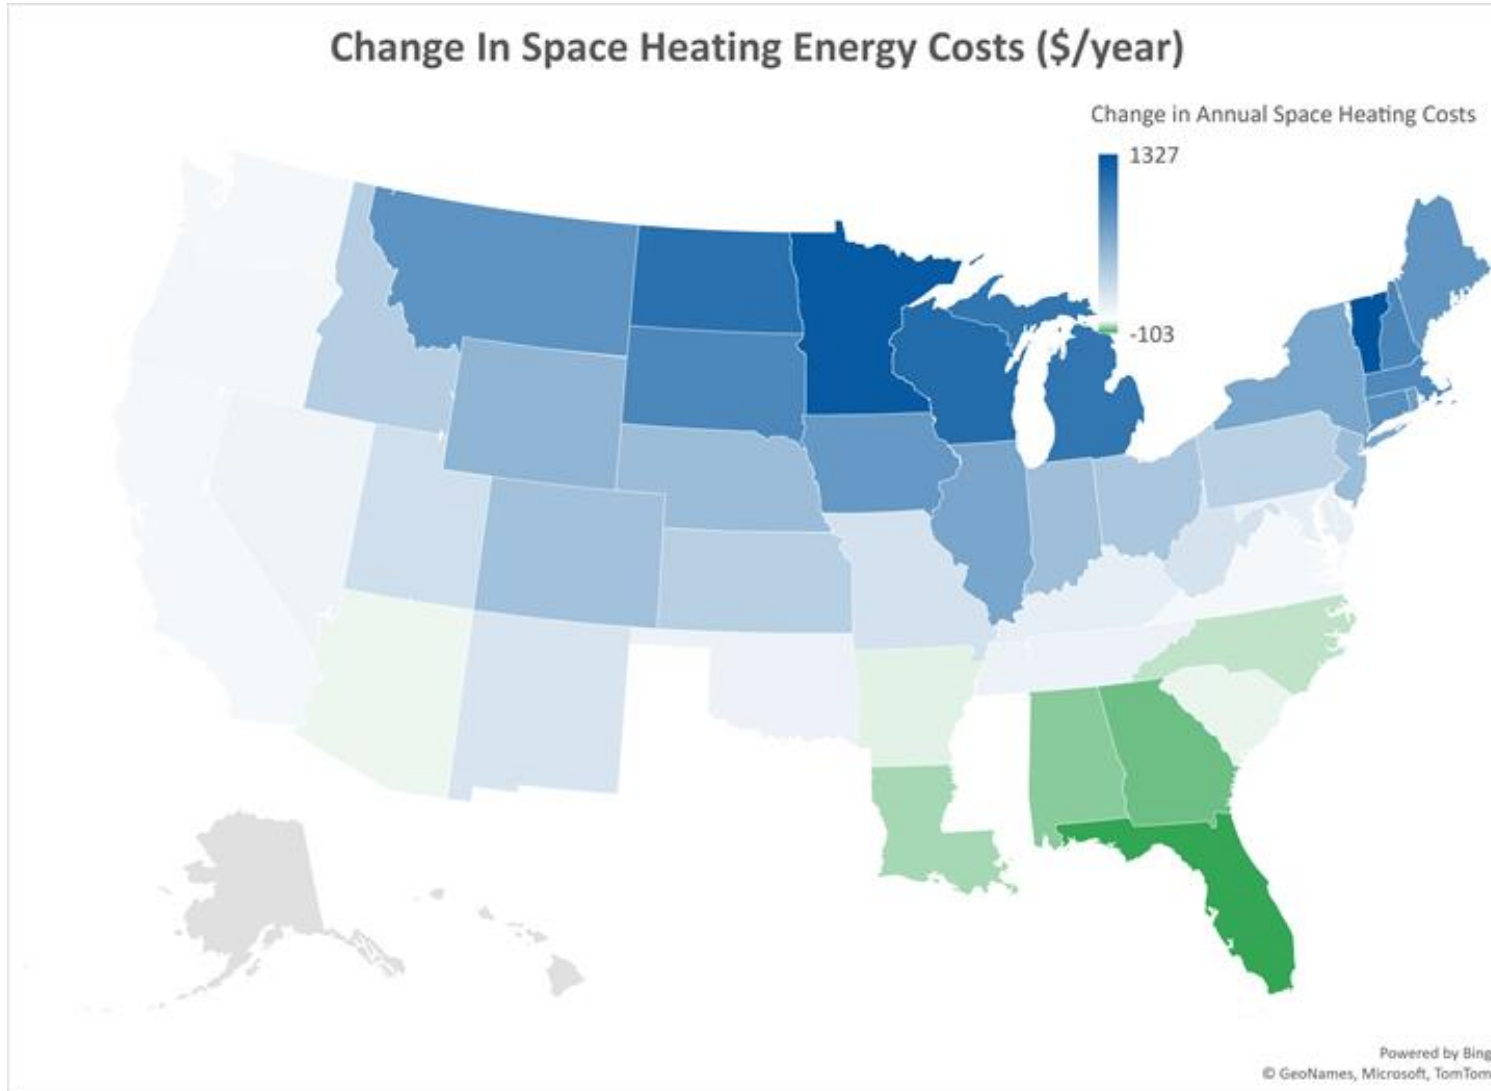 Change In Space Heating Energy Costs ($/year)
Change in Annual Space Heating Costs
1327
-103
Powered by Bing
© GeoNames, Microsoft, TomTom